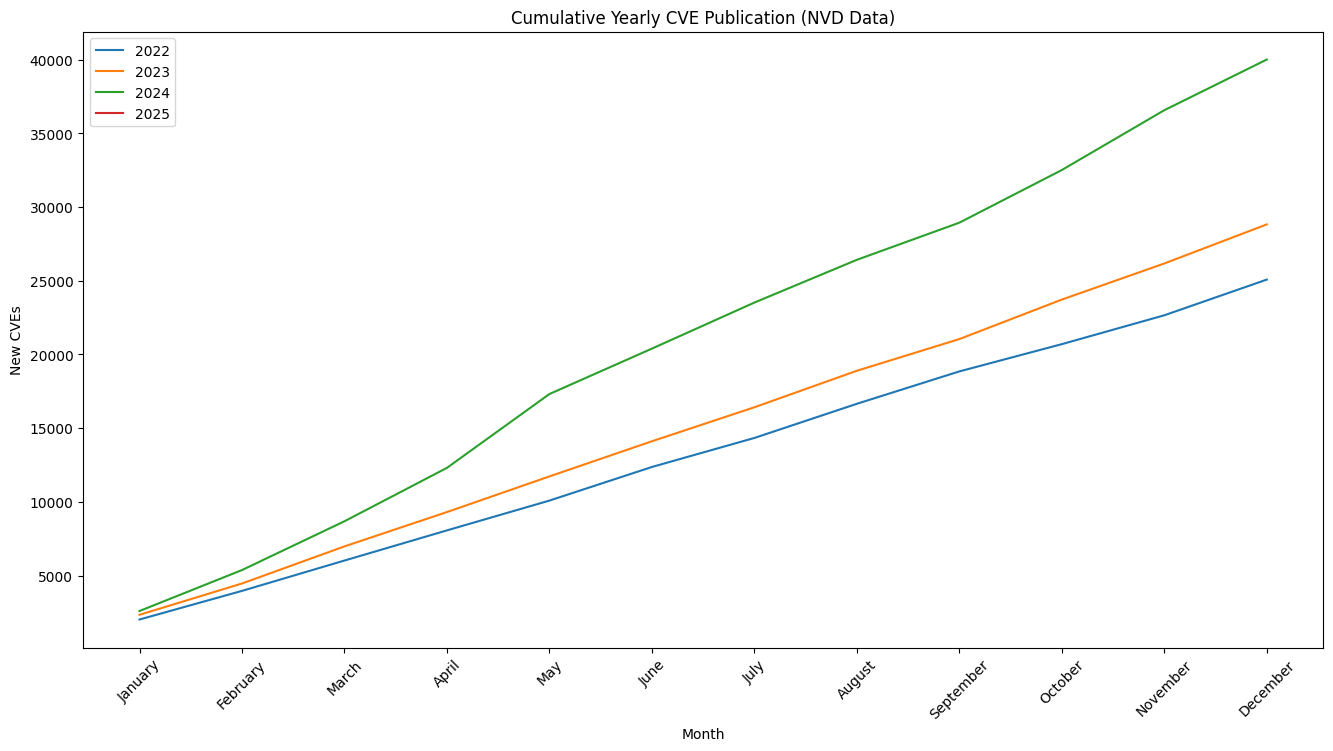 Cumulative Yearly CVE Publication (NVD Data)
2022
2023
2024
2025
New CVEs
40000
35000
30000
25000
20000
15000
10000
5000
January
February
March
April
May
June
July
August
September
October
November
December
Month